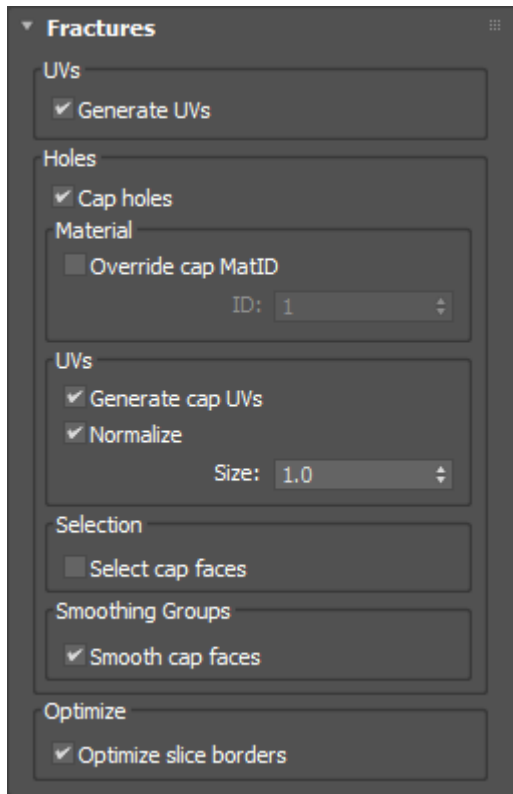 Fractures
UVs
Generate UVs
Holes
Cap holes
Material
Override cap MatID
ID: 1
UVs
Generate cap UVs
Normalize
Size: 1.0
Selection
Select cap faces
Smoothing Groups
Smooth cap faces
Optimize
Optimize slice borders